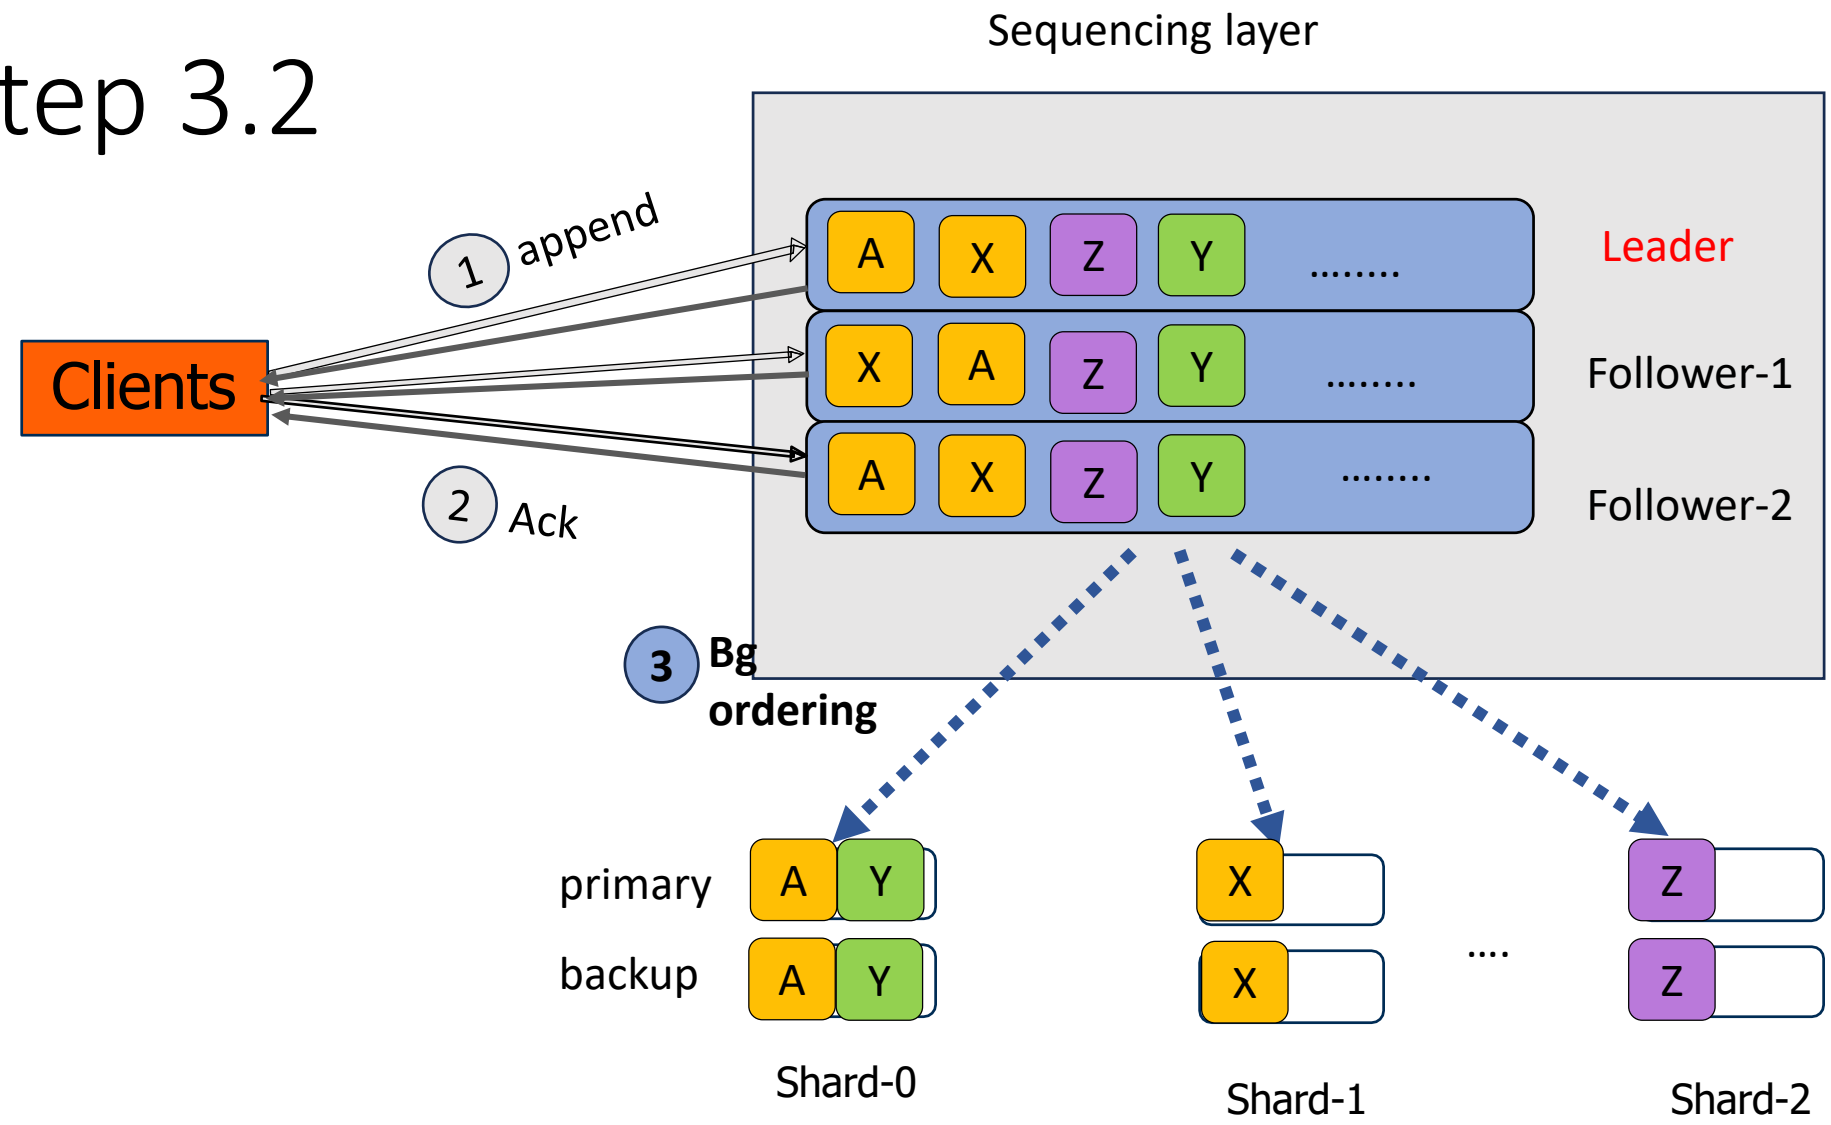 Sequencing layer
tep 3.2
1 append
A X Z Y ........ Leader
X A Z Y ........ Follower-1
A X Z Y ........ Follower-2
Clients
2 Ack
3 Bg
ordering
primary A Y X Z
backup A Y X .... Z
Shard-0 Shard-1 Shard-2